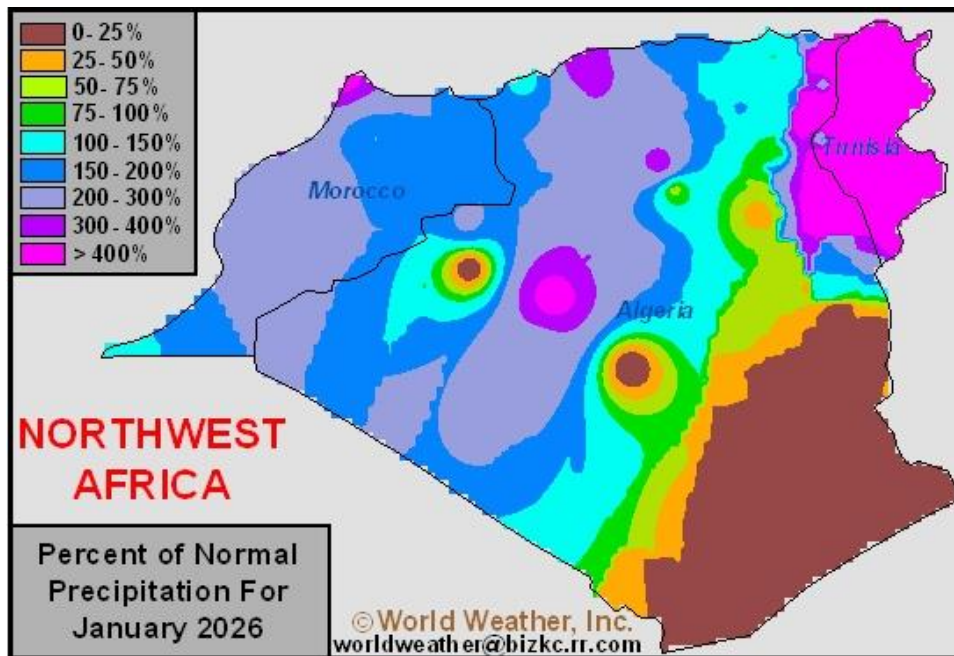 0- 25%
25- 50%
50 - 75%
75- 100%
100 - 150%
150 - 200%
200 - 300%
300 - 400%
> 400%
Tunisia
Morocco
Algeria
NORTHWEST
AFRICA
Percent of Normal
Precipitation For
January 2026
©World Weather, Inc.
worldweather@bizkc.rr.com